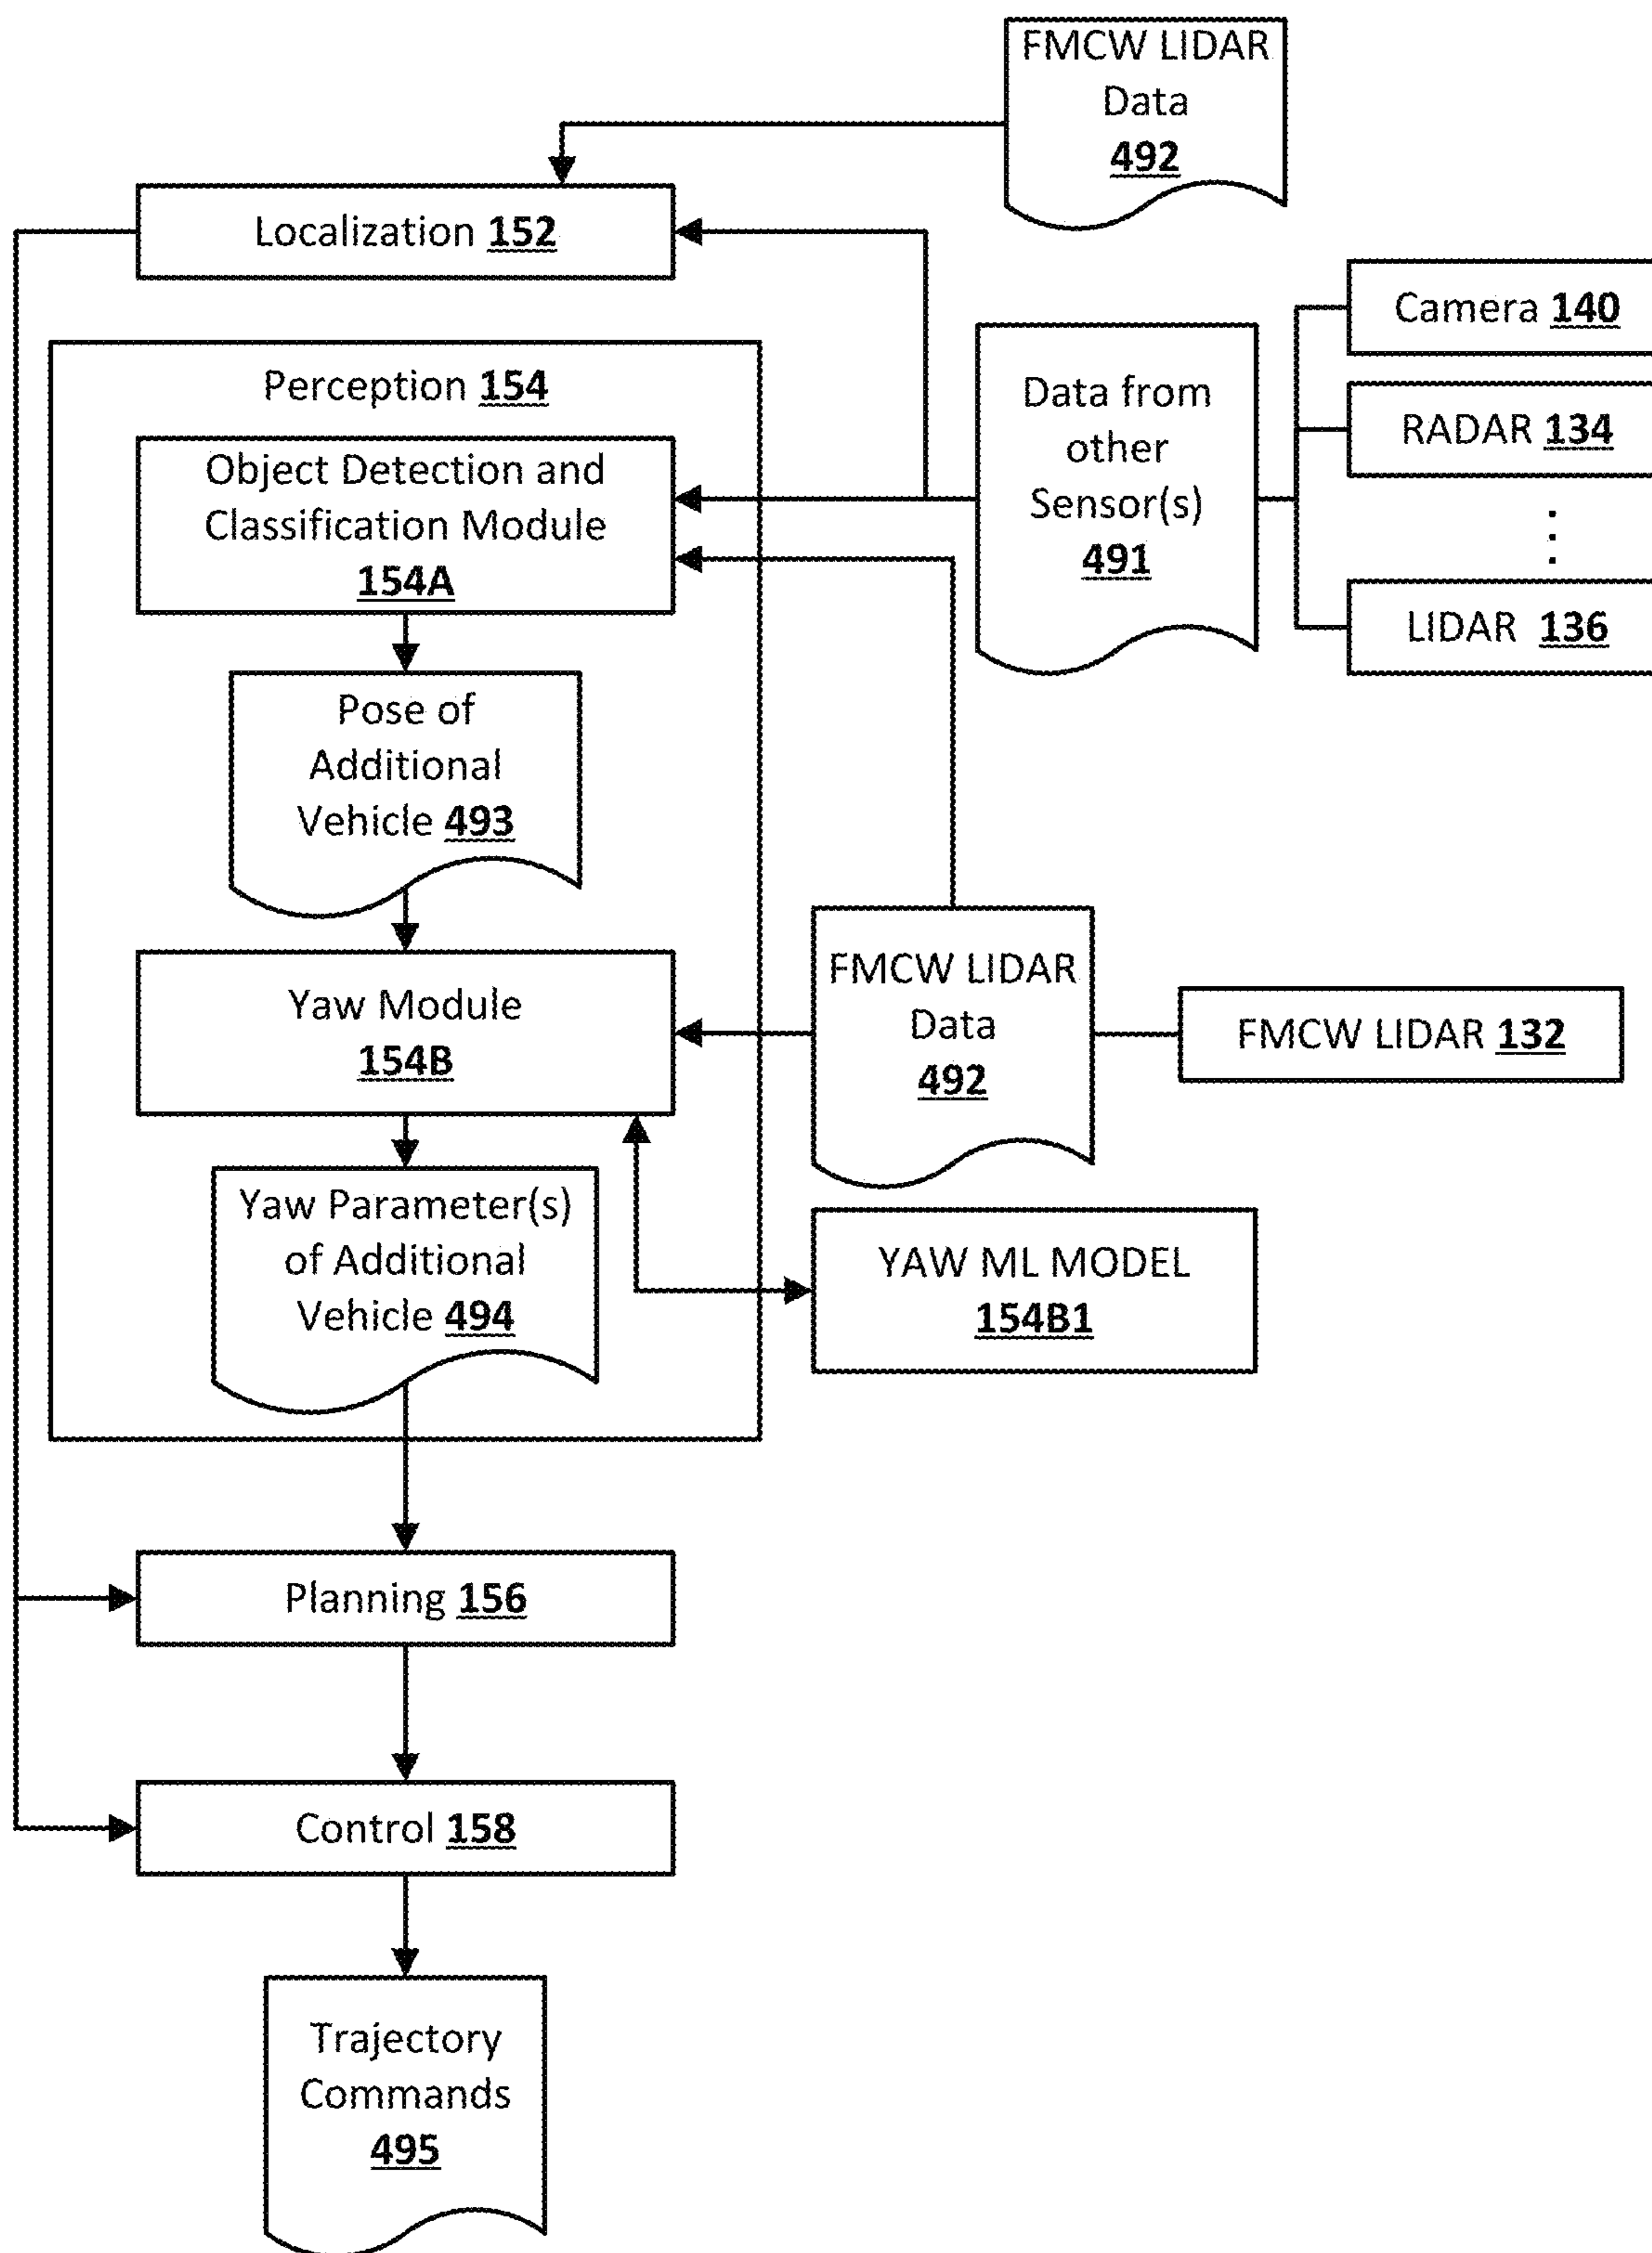 FMCW LIDAR
Data
492
Localization 152
Camera 140
Perception 154
Data from
other
Sensor(s)
491
RADAR 134
Object Detection and
Classification Module
154A
LIDAR 136
Pose of
Additional
Vehicle 493
FMCW LIDAR
Data
492
FMCW LIDAR 132
Yaw Module
154B
Yaw Parameter(s)
of Additional
Vehicle 494
YAW ML MODEL
154B1
Planning 156
Control 158
Trajectory
Commands
495